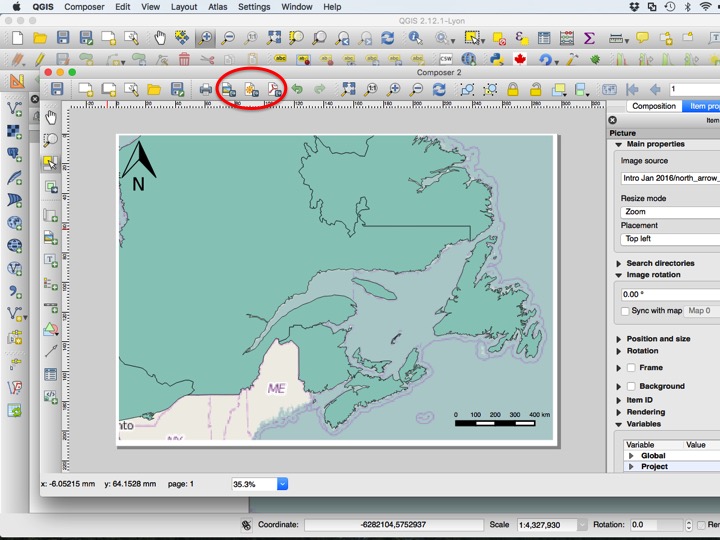 QGIS Composer Edit View Layout Atlas Settings Window Help
QGIS 2.12.1-Lyon
Composer 2
1
Composition Item prop
Item
Picture
Main properties
Image source
Intro Jan 2016/north_arrow_
Resize mode
Zoom
Placement
Top left
Search directories
Image rotation
0.00 °
Sync with map Map 0
Position and size
Rotation
Frame
Background
Item ID
Rendering
Variables
Variable Value
Global
Project
N
ME
nto
NY
0 100 200 300 400 km
x: -6.05215 mm y: 64.1528 mm page: 1 35.3%
Coordinate: -6282104,5752937 Scale 1:4,327,930 Rotation: 0.0 Ren